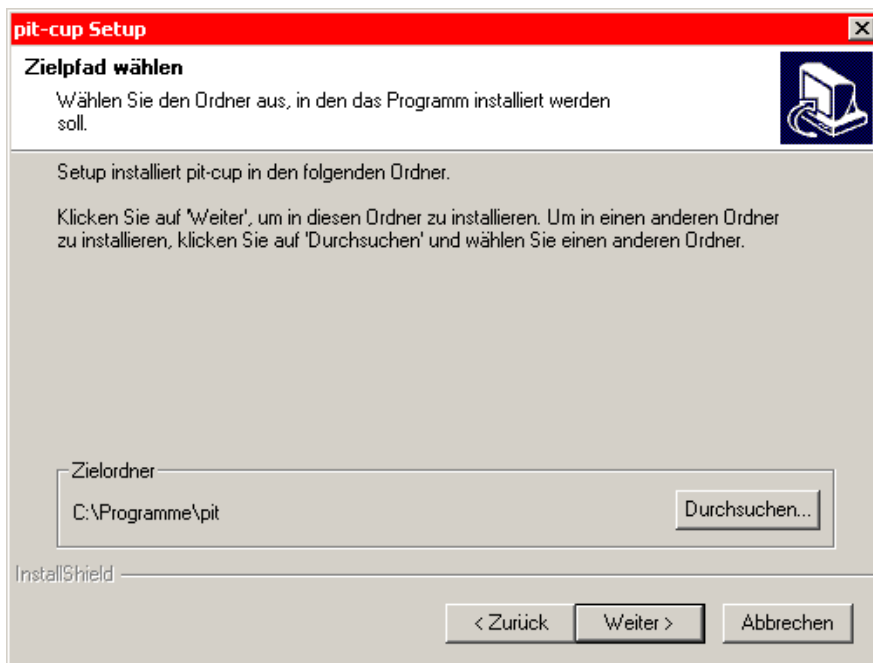 pit-cup Setup
Zielpfad wählen
Wählen Sie den Ordner aus, in den das Programm installiert werden
soll.
Setup installiert pit-cup in den folgenden Ordner.
Klicken Sie auf 'Weiter', um in diesen Ordner zu installieren. Um in einen anderen Ordner
zu installieren, klicken Sie auf 'Durchsuchen' und wählen Sie einen anderen Ordner.
Zielordner
C:\Programme\pit
Durchsuchen...
InstallShield
< Zurück
Weiter >
Abbrechen